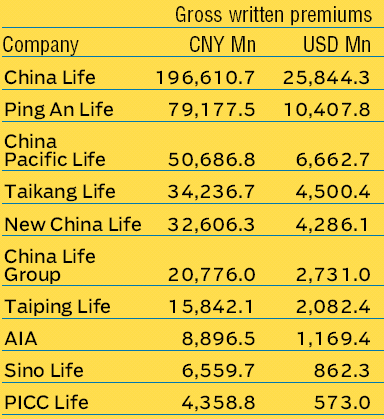 Gross written premiums
Company CNY Mn USD Mn
China Life 196,610.7 25,844.3
Ping An Life 79,177.5 10,407.8
China
Pacific Life 50,686.8 6,662.7
Taikang Life 34,236.7 4,500.4
New China Life 32,606.3 4,286.1
China Life
Group 20,776.0 2,731.0
Taiping Life 15,842.1 2,082.4
AIA 8,896.5 1,169.4
Sino Life 6,559.7 862.3
PICC Life 4,358.8 573.0